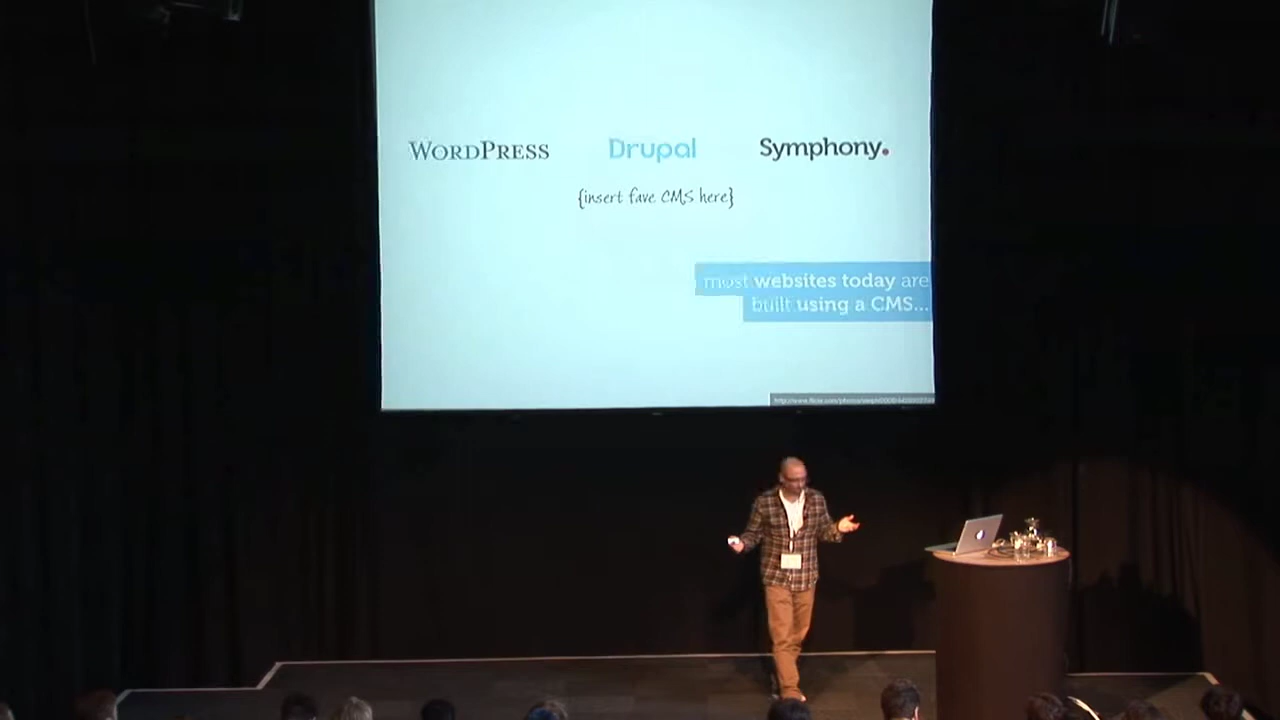 WORDPRESS Drupal Symphony.
{insert fave CMS here}
most websites today are
built using a CMS...